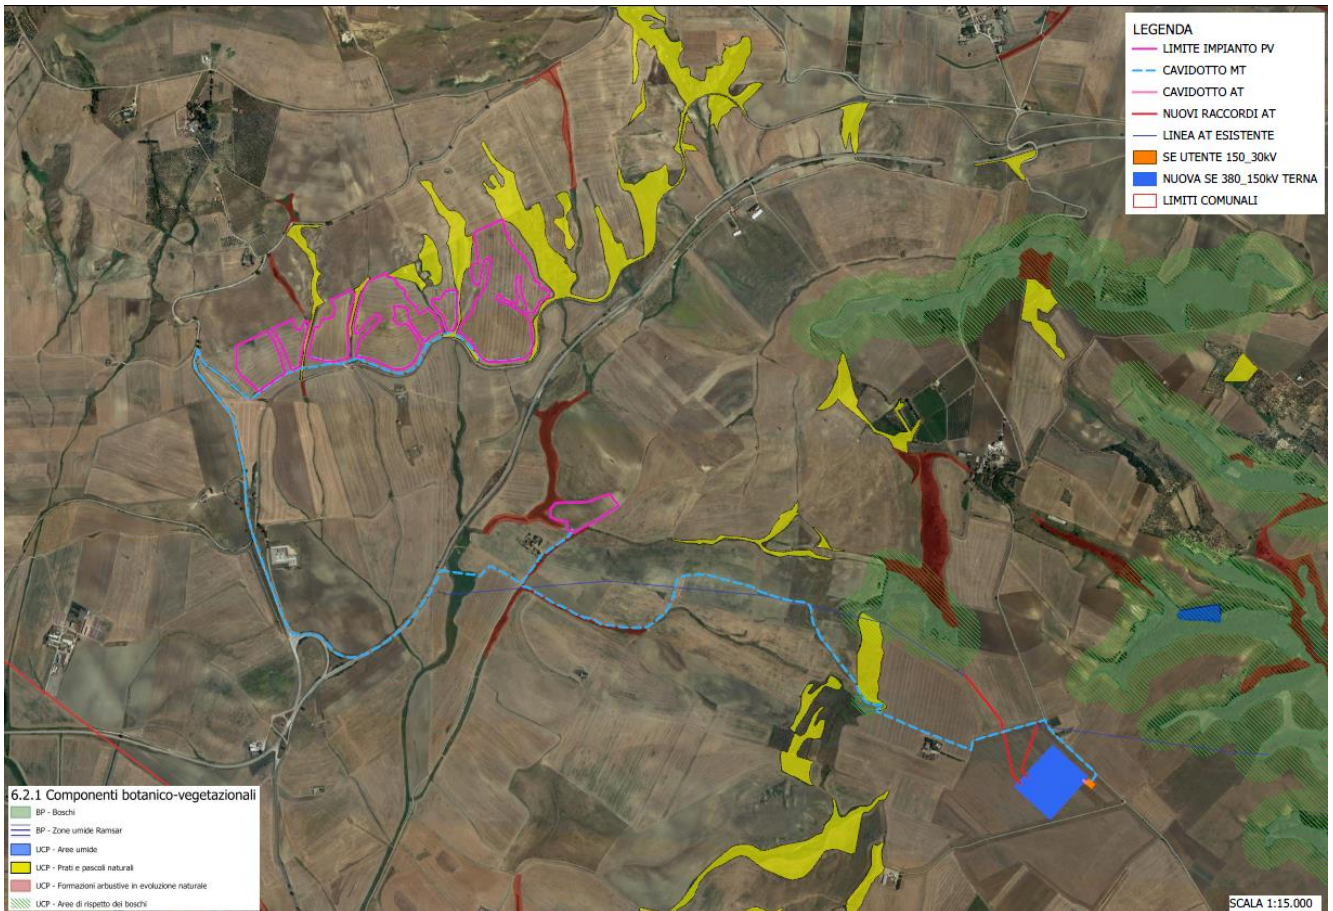 LEGENDA
LIMITE IMPIANTO PV
CAVIDOTTO MT
CAVIDOTTO AT
NUOVI RACCORDI AT
LINEA AT ESISTENTE
SE UTENTE 150_30kV
NUOVA SE 380_150kV TERNA
LIMITI COMUNALI
6.2.1 Componenti botanico-vegetazionali
BP - Boschi
BP - Zone umide Ramsar
UCP - Aree umide
UCP - Prati e pascoli naturali
UCP - Formazioni arbustive in evoluzione naturale
UCP - Aree di rispetto dei boschi
SCALA 1:15.000